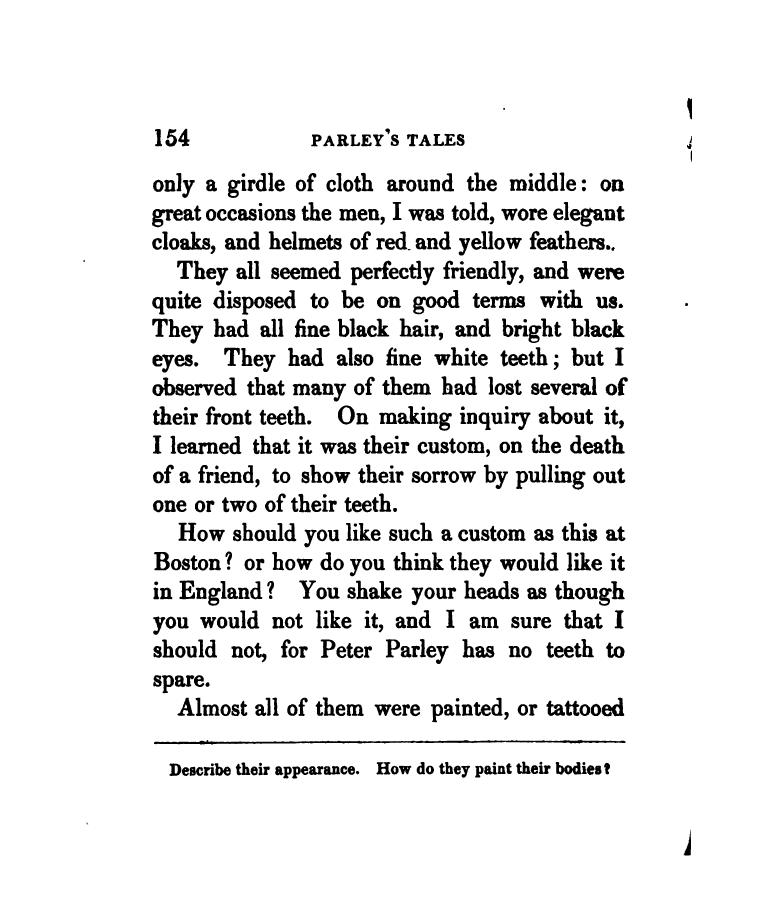 154 PARLEY'S TALES
only a girdle of cloth around the middle: on
great occasions the men, I was told, wore elegant
cloaks, and helmets of red and yellow feathers..
They all seemed perfectly friendly, and were
quite disposed to be on good terms with us.
They had all fine black hair, and bright black
eyes. They had also fine white teeth; but I
observed that many of them had lost several of
their front teeth. On making inquiry about it,
I learned that it was their custom, on the death
of a friend, to show their sorrow by pulling out
one or two of their teeth.
How should you like such a custom as this at
Boston? or how do you think they would like it
in England? You shake your heads as though
you would not like it, and I am sure that I
should not, for Peter Parley has no teeth to
spare.
Almost all of them were painted, or tattooed
Describe their appearance. How do they paint their bodies?